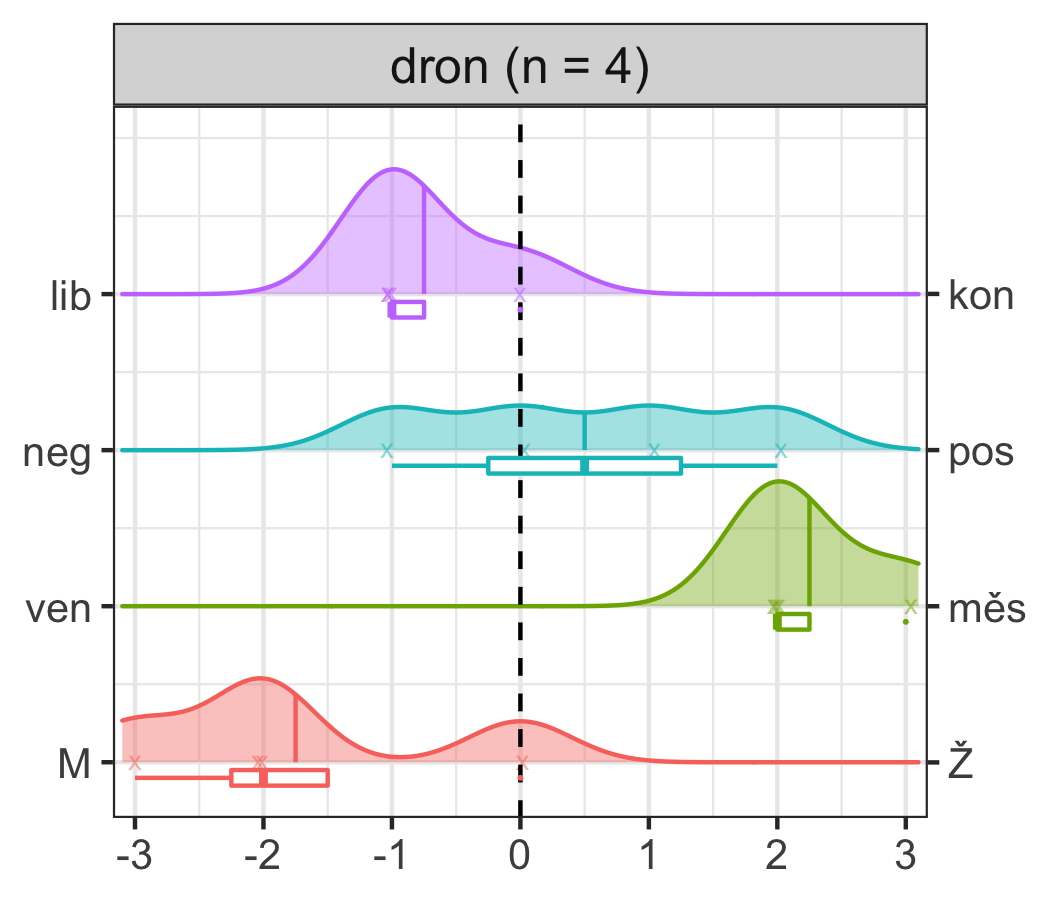 dron (n = 4)
lib kon
neg pos
ven měs
M Ž
-3 -2 -1 0 1 2 3